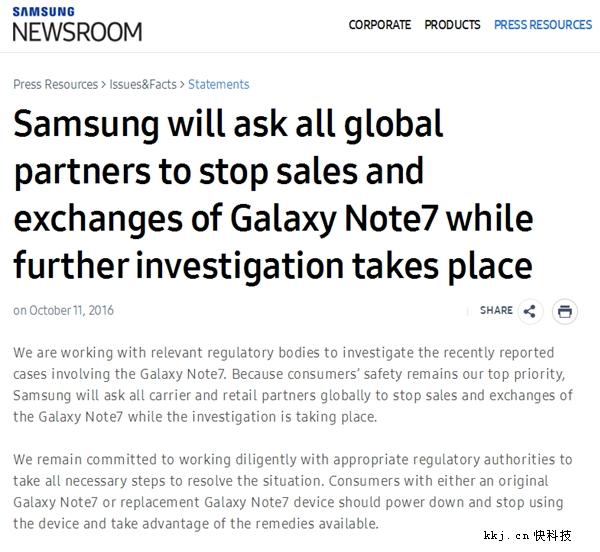 SAMSUNG
NEWSROOM
CORPORATE PRODUCTS PRESS RESOURCES
Press Resources > Issues&Facts > Statements
Samsung will ask all global
partners to stop sales and
exchanges of Galaxy Note7 while
further investigation takes place
on October 11, 2016
SHARE
We are working with relevant regulatory bodies to investigate the recently reported
cases involving the Galaxy Note7. Because consumers’ safety remains our top priority,
Samsung will ask all carrier and retail partners globally to stop sales and exchanges of
the Galaxy Note7 while the investigation is taking place.
We remain committed to working diligently with appropriate regulatory authorities to
take all necessary steps to resolve the situation. Consumers with either an original
Galaxy Note7 or replacement Galaxy Note7 device should power down and stop using
the device and take advantage of the remedies available.
kkj.cn 快科技